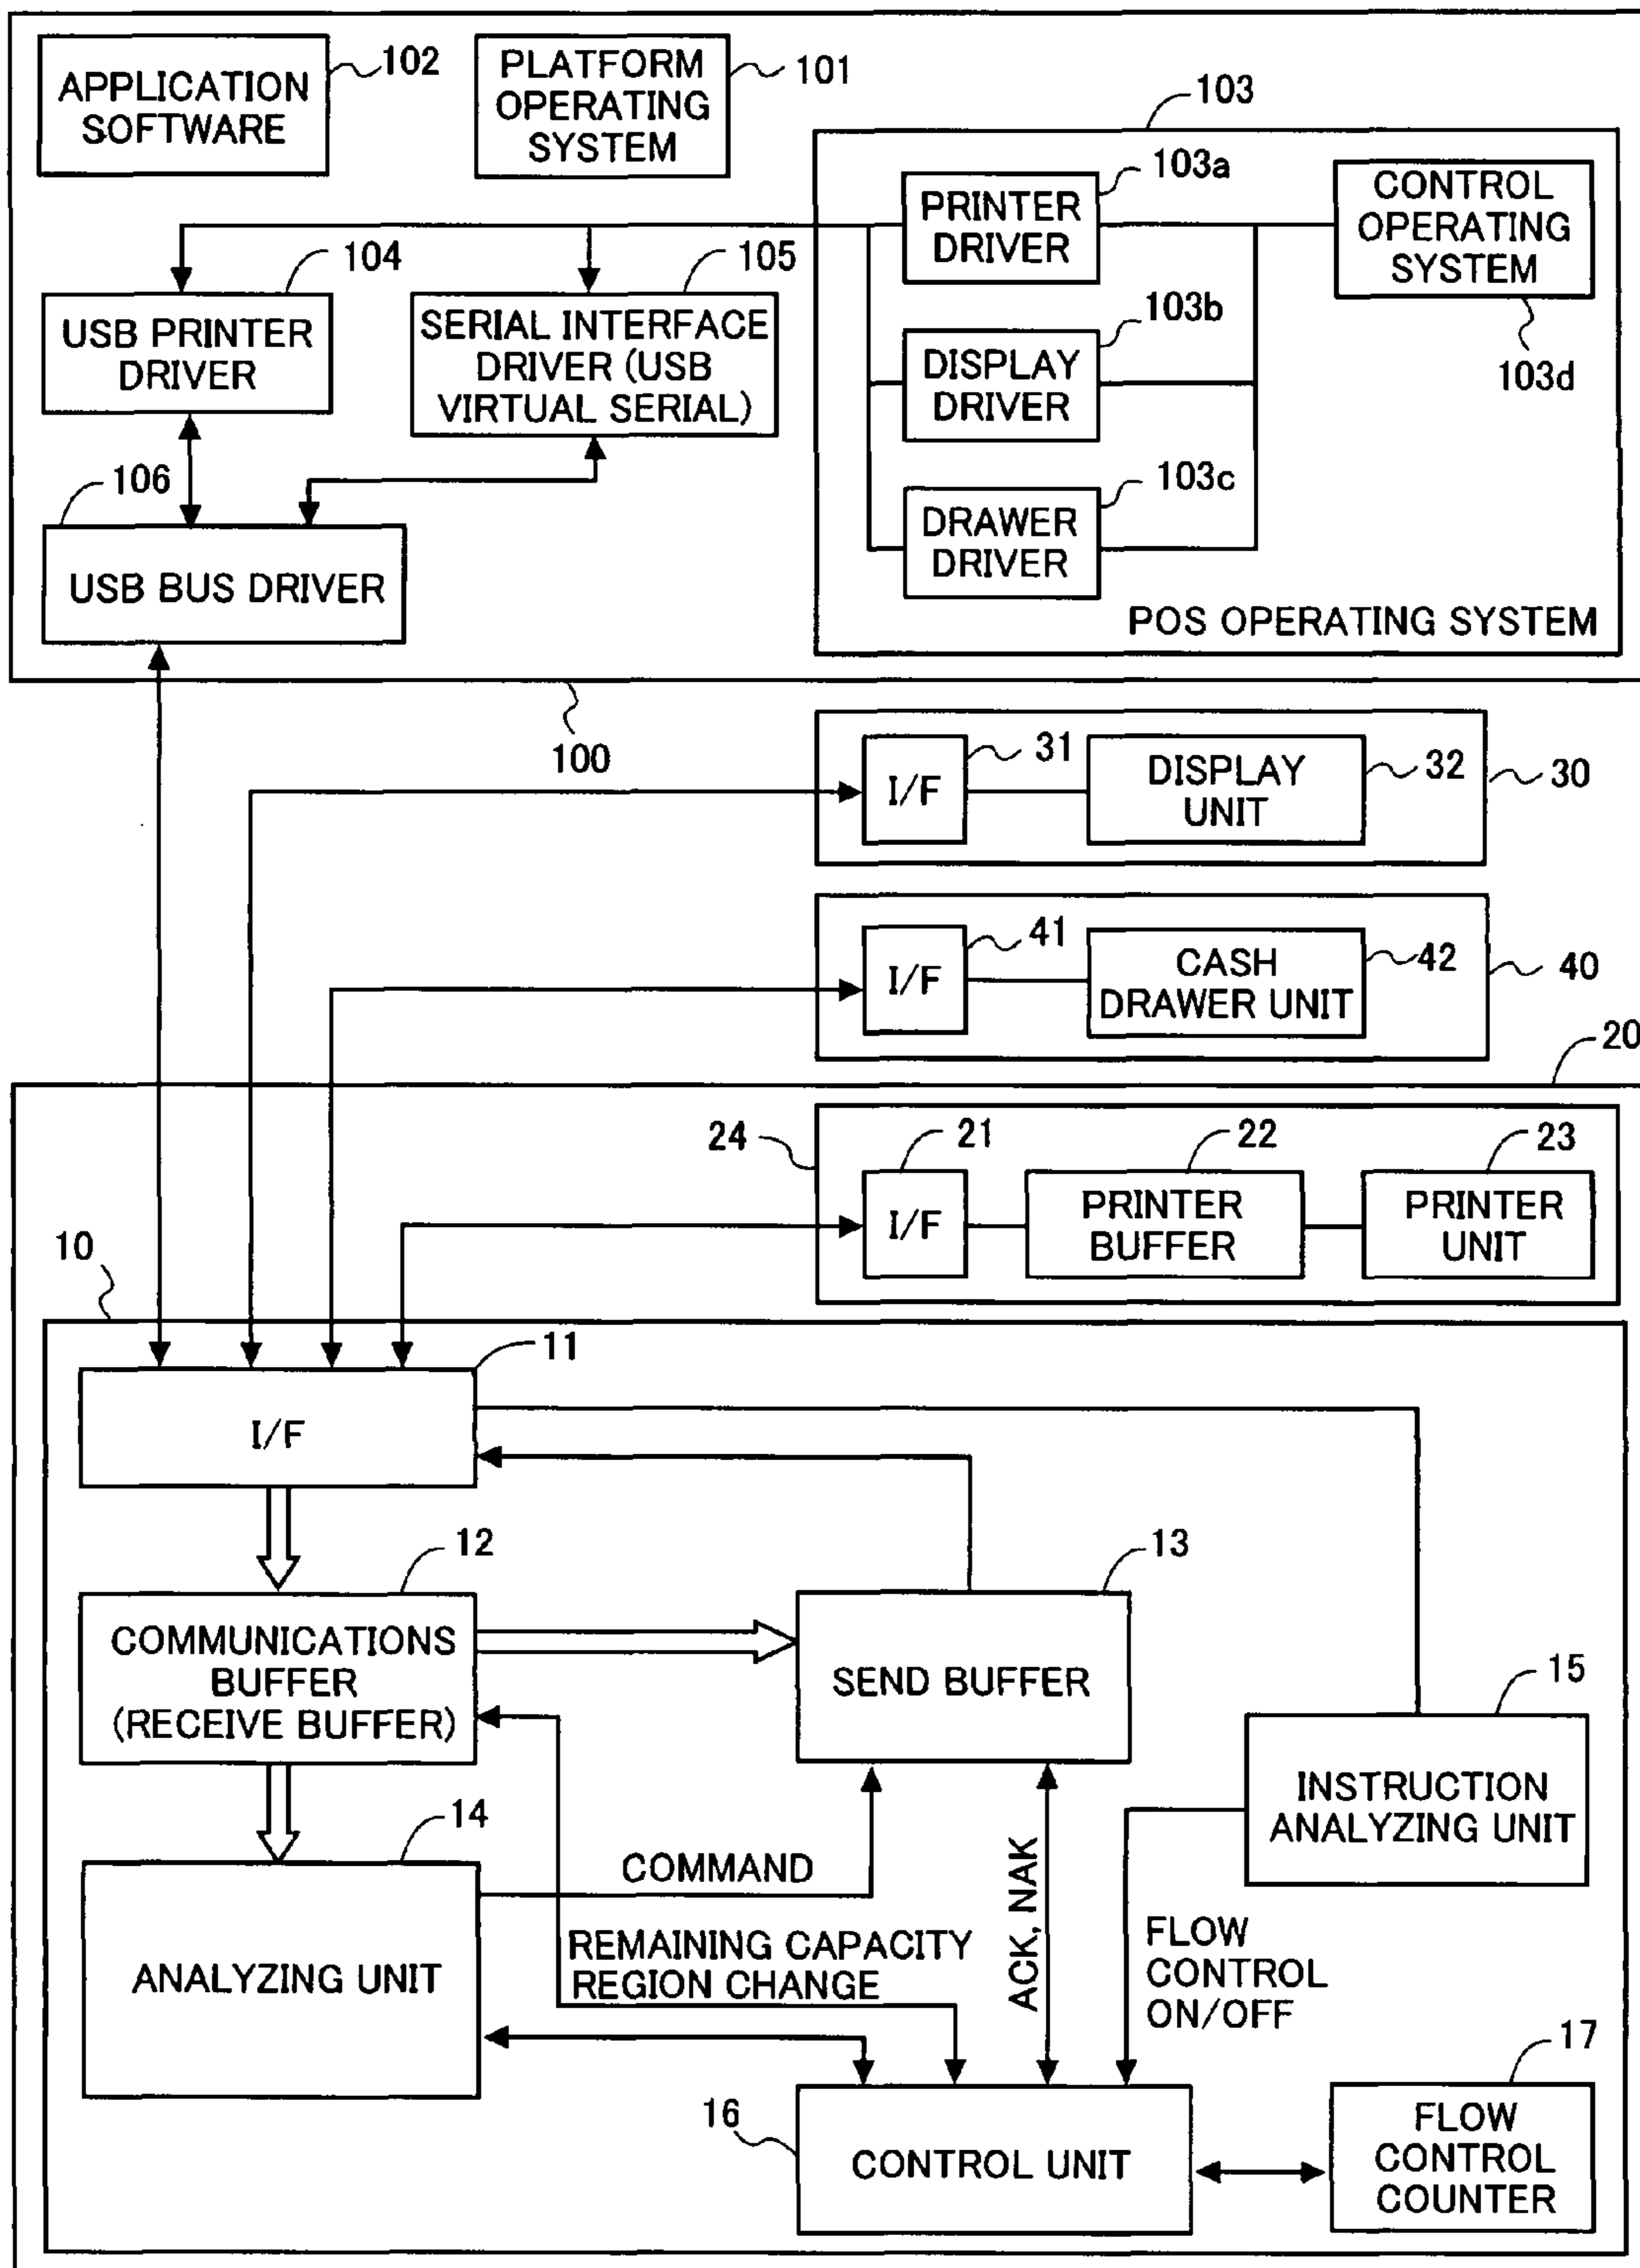 APPLICATION
SOFTWARE
102
PLATFORM
OPERATING
SYSTEM
101
103
PRINTER
DRIVER
103a
CONTROL
OPERATING
SYSTEM
103d
104
USB PRINTER
DRIVER
105
SERIAL INTERFACE
DRIVER (USB
VIRTUAL SERIAL)
DISPLAY
DRIVER
103b
DRAWER
DRIVER
103c
106
USB BUS DRIVER
POS OPERATING SYSTEM
100
I/F
31
DISPLAY
UNIT
32
30
I/F
41
CASH
DRAWER UNIT
42
40
20
24
21
I/F
22
PRINTER
BUFFER
23
PRINTER
UNIT
10
11
I/F
12
COMMUNICATIONS
BUFFER
(RECEIVE BUFFER)
13
SEND BUFFER
15
INSTRUCTION
ANALYZING UNIT
14
ANALYZING UNIT
COMMAND
REMAINING CAPACITY
REGION CHANGE
ACK, NAK
FLOW
CONTROL
ON/OFF
16
CONTROL UNIT
17
FLOW
CONTROL
COUNTER